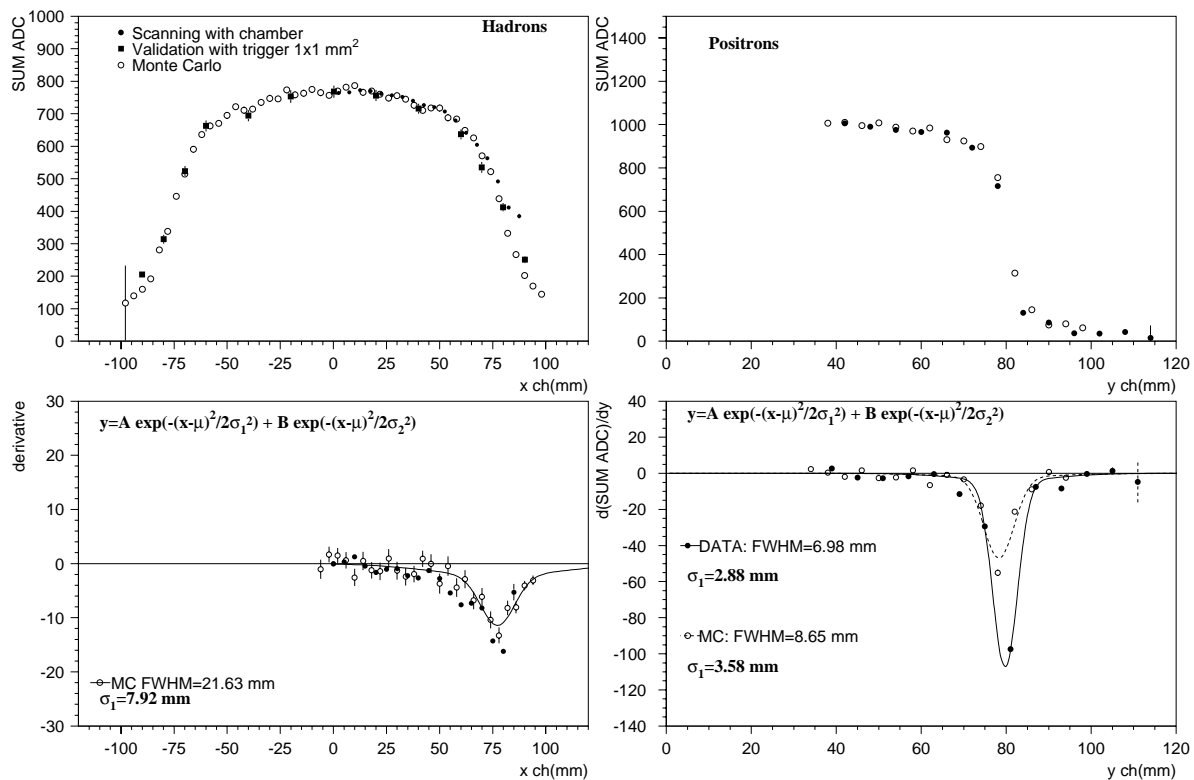 SUM ADC
1000
900
800
700
600
500
400
300
200
100
0
Hadrons
Scanning with chamber
Validation with trigger 1x1 mm²
Monte Carlo
-100 -75 -50 -25 0 25 50 75 100
x ch(mm)
SUM ADC
1400
1200
1000
800
600
400
200
0
Positrons
0 20 40 60 80 100 120
y ch(mm)
derivative
30
20
10
0
-10
-20
-30
y=A exp(-(x-μ)²/2σ₁²) + B exp(-(x-μ)²/2σ₂²)
MC FWHM=21.63 mm
σ₁=7.92 mm
-100 -75 -50 -25 0 25 50 75 100
x ch(mm)
d(SUM ADC)/dy
40
20
0
-20
-40
-60
-80
-100
-120
-140
y=A exp(-(x-μ)²/2σ₁²) + B exp(-(x-μ)²/2σ₂²)
DATA: FWHM=6.98 mm
σ₁=2.88 mm
MC: FWHM=8.65 mm
σ₁=3.58 mm
0 20 40 60 80 100 120
y ch(mm)